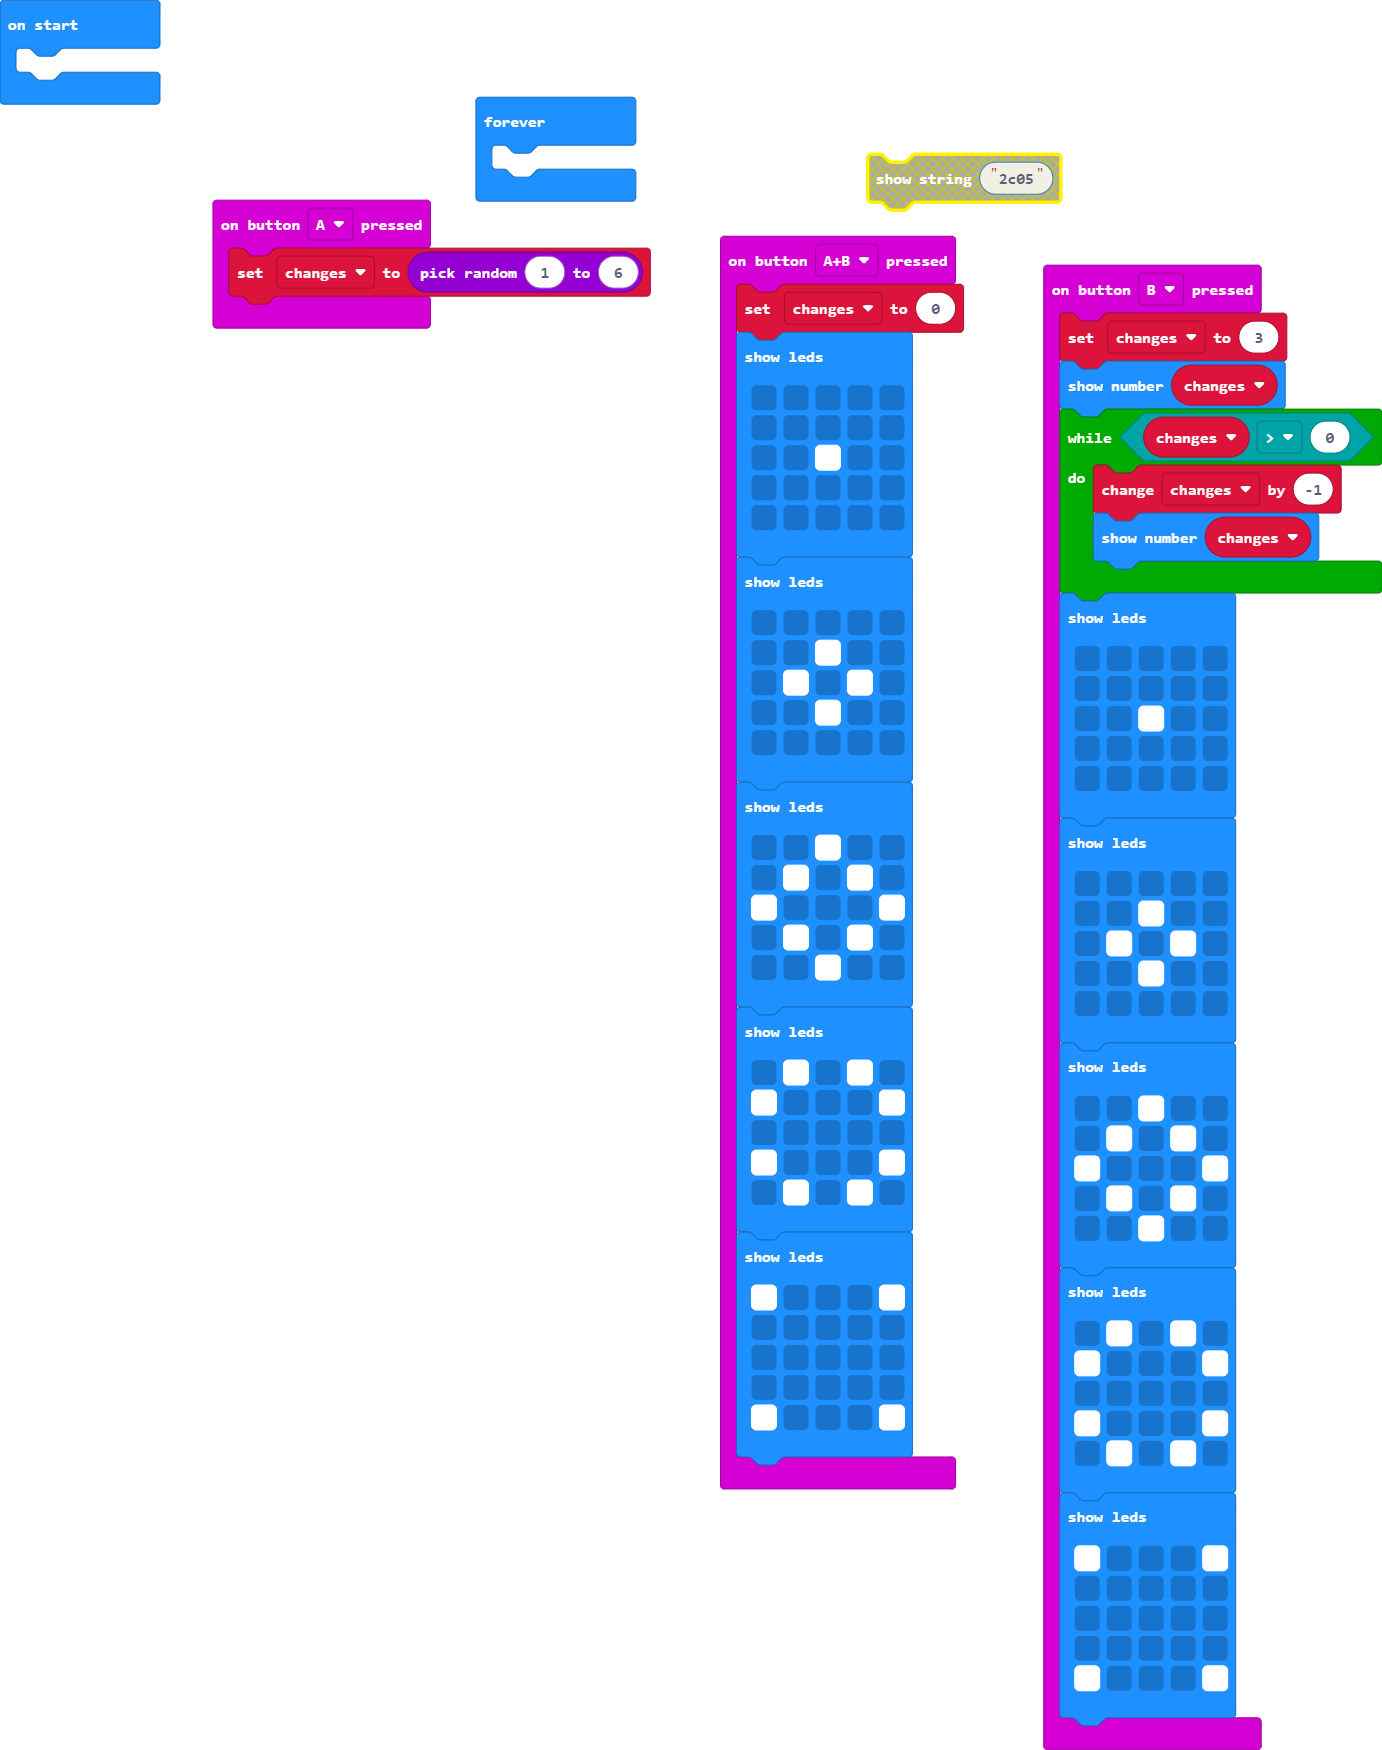 on start
forever
show string "2c05"
on button A pressed
set changes to pick random 1 to 6
on button A+B pressed
set changes to 0
show leds
show leds
show leds
show leds
show leds
on button B pressed
set changes to 3
show number changes
while changes > 0
do change changes by -1
show number changes
show leds
show leds
show leds
show leds
show leds